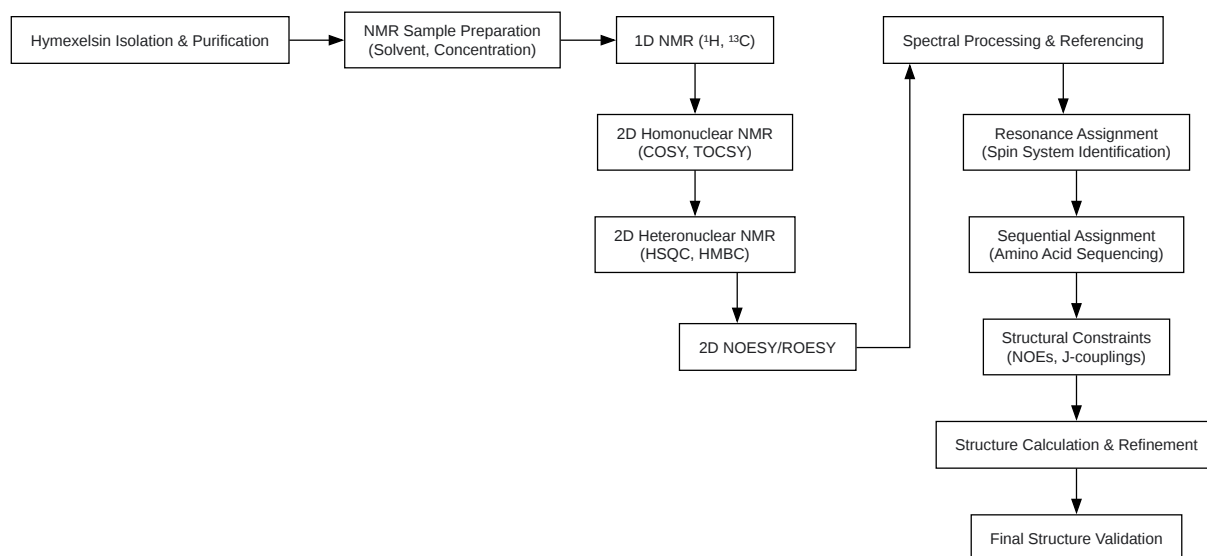 Hymexelsin Isolation & Purification
NMR Sample Preparation
(Solvent, Concentration)
1D NMR (¹H, ¹³C)
2D Homonuclear NMR
(COSY, TOCSY)
2D Heteronuclear NMR
(HSQC, HMBC)
2D NOESY/ROESY
Spectral Processing & Referencing
Resonance Assignment
(Spin System Identification)
Sequential Assignment
(Amino Acid Sequencing)
Structural Constraints
(NOEs, J-couplings)
Structure Calculation & Refinement
Final Structure Validation